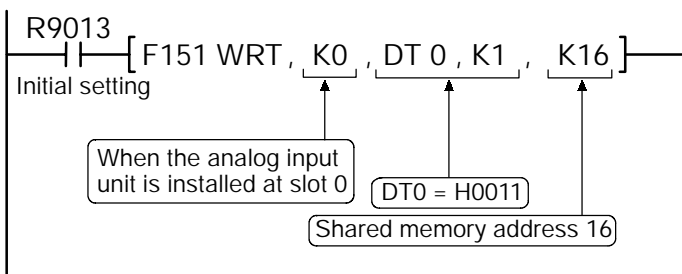 R9013
F151 WRT, K0 , DT 0 , K1 , K16
Initial setting
When the analog input
unit is installed at slot 0
DT0 = H0011
Shared memory address 16